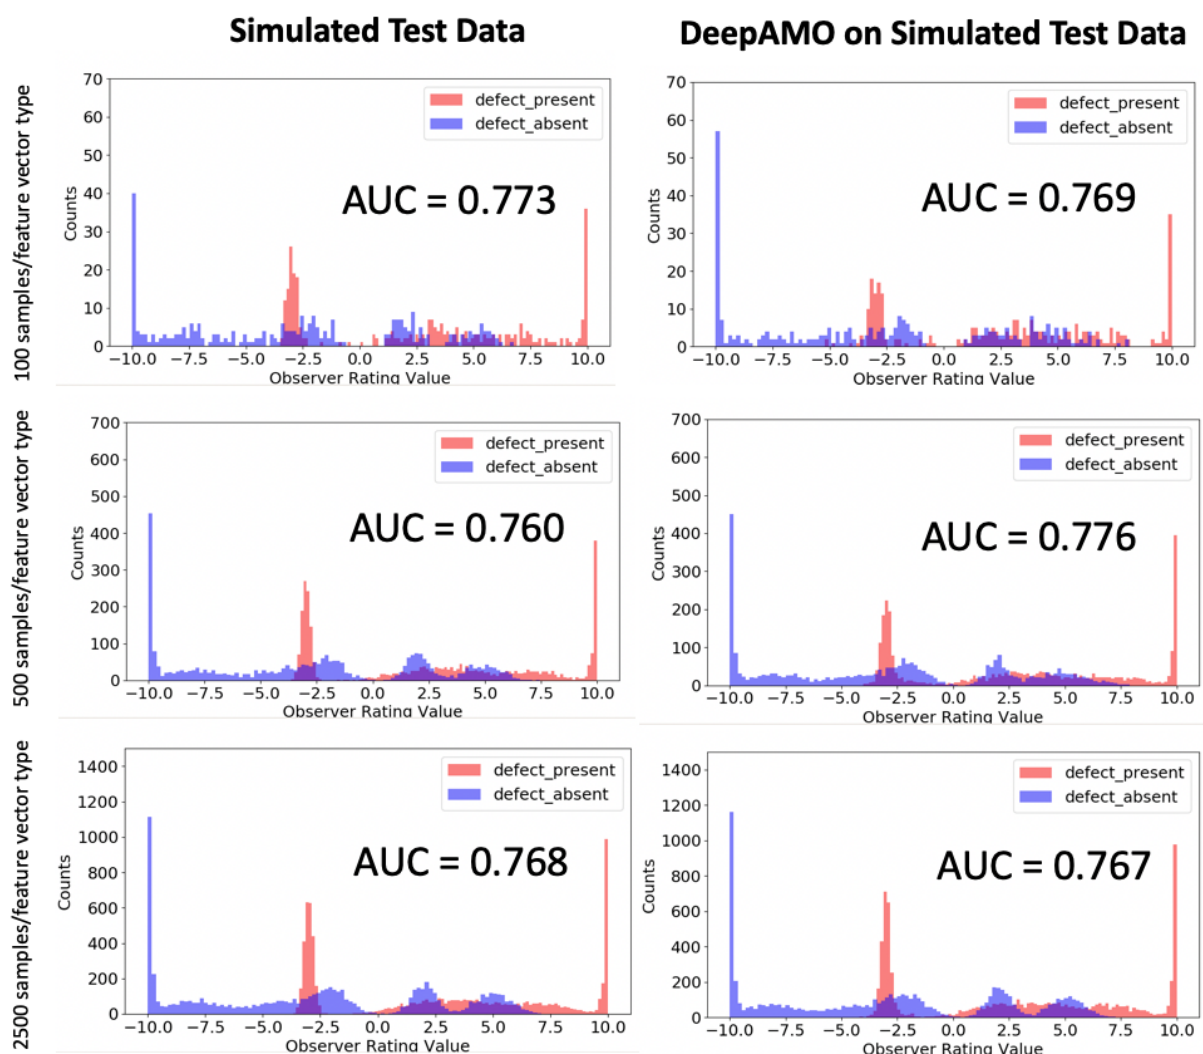 Simulated Test Data
DeepAMO on Simulated Test Data
100 samples/feature vector type
70
60
50
40
30
20
10
0
Counts
defect_present
defect_absent
AUC = 0.773
−10.0 −7.5 −5.0 −2.5 0.0 2.5 5.0 7.5 10.0
Observer Rating Value
70
60
50
40
30
20
10
0
Counts
defect_present
defect_absent
AUC = 0.769
−10.0 −7.5 −5.0 −2.5 0.0 2.5 5.0 7.5 10.0
Observer Rating Value
500 samples/feature vector type
700
600
500
400
300
200
100
0
Counts
defect_present
defect_absent
AUC = 0.760
−10.0 −7.5 −5.0 −2.5 0.0 2.5 5.0 7.5 10.0
Observer Rating Value
700
600
500
400
300
200
100
0
Counts
defect_present
defect_absent
AUC = 0.776
−10.0 −7.5 −5.0 −2.5 0.0 2.5 5.0 7.5 10.0
Observer Rating Value
2500 samples/feature vector type
1400
1200
1000
800
600
400
200
0
Counts
defect_present
defect_absent
AUC = 0.768
−10.0 −7.5 −5.0 −2.5 0.0 2.5 5.0 7.5 10.0
Observer Rating Value
1400
1200
1000
800
600
400
200
0
Counts
defect_present
defect_absent
AUC = 0.767
−10.0 −7.5 −5.0 −2.5 0.0 2.5 5.0 7.5 10.0
Observer Rating Value